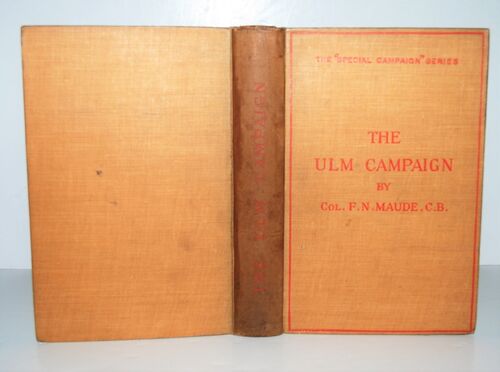 THE "SPECIAL CAMPAIGN" SERIES
THE
ULM CAMPAIGN
BY
COL. F. N. MAUDE. C.B.
THE ULM CAMPAIGN